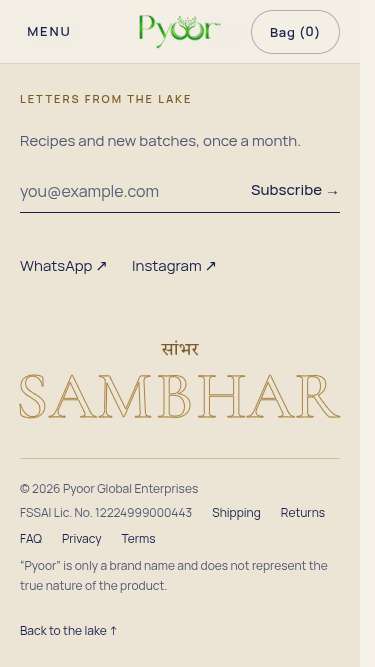 MENU
Pyoor
Bag (0)
LETTERS FROM THE LAKE
Recipes and new batches, once a month.
you@example.com
Subscribe →
WhatsApp ↗ Instagram ↗
सांभर
SAMBHAR
© 2026 Pyoor Global Enterprises
FSSAI Lic. No. 12224999000443 Shipping Returns
FAQ Privacy Terms
“Pyoor” is only a brand name and does not represent the
true nature of the product.
Back to the lake ↑